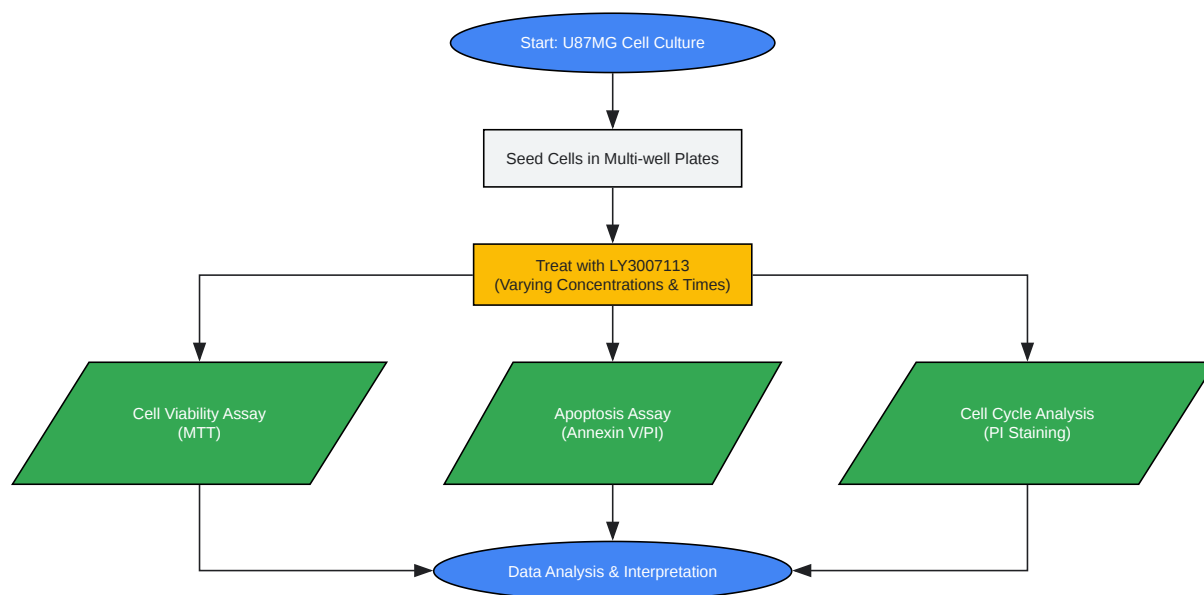 Start: U87MG Cell Culture
Seed Cells in Multi-well Plates
Treat with LY3007113
(Varying Concentrations & Times)
Cell Viability Assay
(MTT)
Apoptosis Assay
(Annexin V/PI)
Cell Cycle Analysis
(PI Staining)
Data Analysis & Interpretation